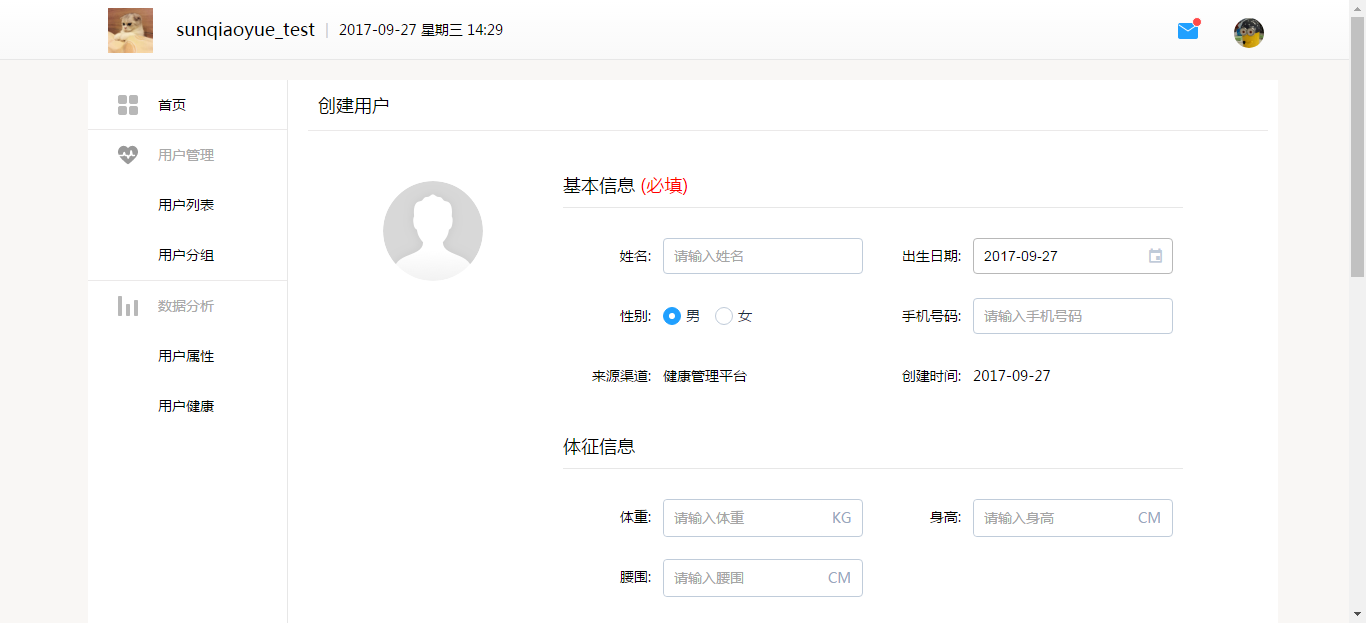 sunqiaoyue_test | 2017-09-27 星期三 14:29
首页
用户管理
用户列表
用户分组
数据分析
用户属性
用户健康
创建用户
基本信息 (必填)
姓名: 请输入姓名 出生日期: 2017-09-27
性别: 男 女 手机号码: 请输入手机号码
来源渠道: 健康管理平台 创建时间: 2017-09-27
体征信息
体重: 请输入体重 KG 身高: 请输入身高 CM
腰围: 请输入腰围 CM